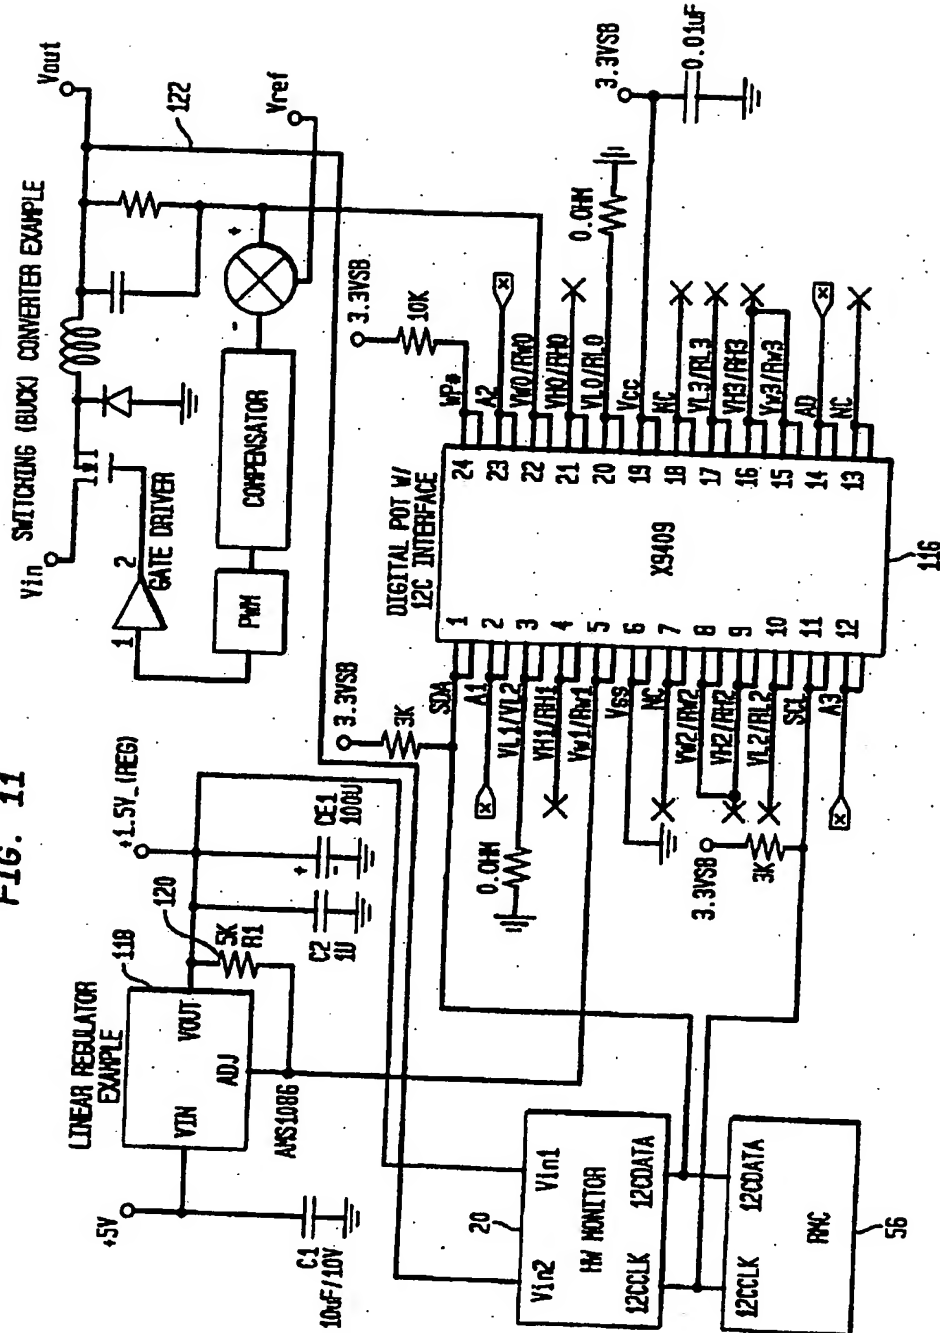 FIG. 11
SWITCHING (BUCK) CONVERTER EXAMPLE
Vin
Vout
122
Vref
1
2
GATE DRIVER
PWM
COMPENSATOR
+
-
LINEAR REGULATOR
EXAMPLE
118
VIN
VOUT
ADJ
AMS1086
120
5K
R1
+5V
C1
10uF/10V
+1.5V_(REG)
C2
1U
+
-
CE1
100U
20
Vin2
Vin1
HW MONITOR
12CCLK
12CDATA
12CCLK
12CDATA
RMC
56
DIGITAL POT W/
12C INTERFACE
X9409
116
3.3VSB
3K
SDA
1
A1
2
X
VL1/VL2
3
0.0HM
VH1/RH1
4
Vw1/Rw1
5
Vss
6
NC
7
VW2/RW2
8
VH2/RH2
9
VL2/RL2
10
SCL
11
A3
12
X
3.3VSB
3K
3.3VSB
10K
WP#
24
A2
23
X
VW0/RW0
22
VH0/RH0
21
VL0/RL0
20
0.0HM
Vcc
19
3.3VSB
0.01uF
NC
18
VL3/RL3
17
VH3/RH3
16
Vw3/Rw3
15
AD
14
X
NC
13